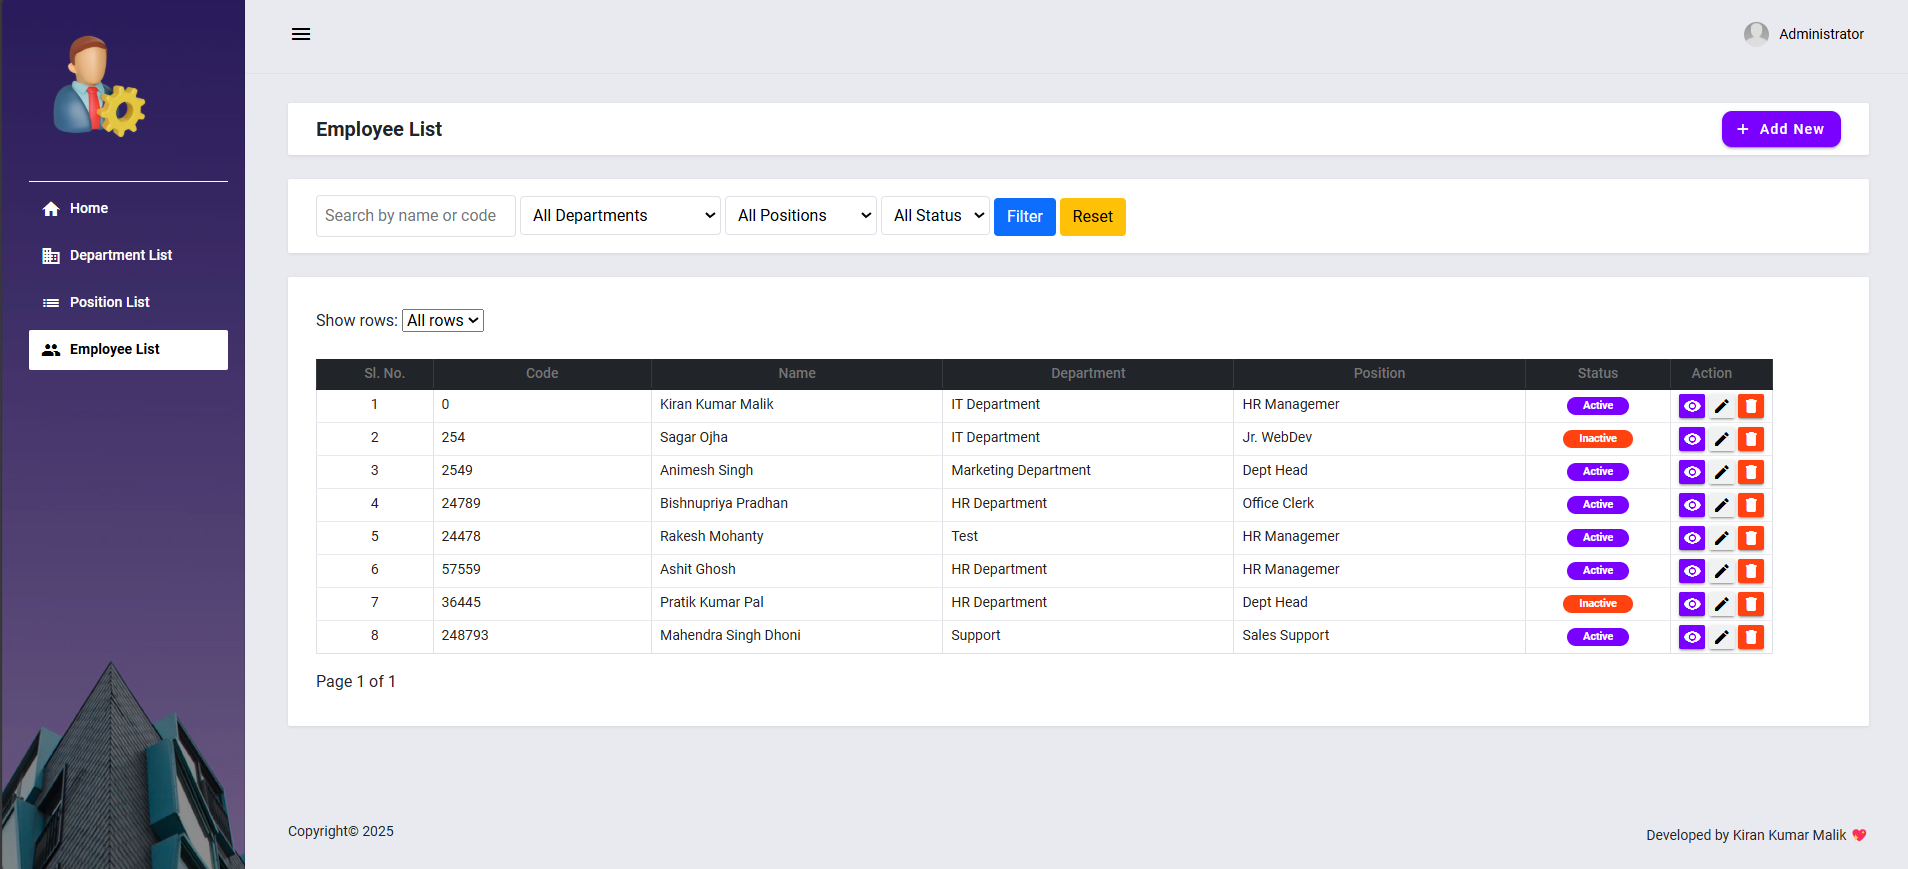 Administrator
Home
Department List
Position List
Employee List
Employee List
+ Add New
Search by name or code All Departments All Positions All Status Filter Reset
Show rows: All rows
Sl. No. Code Name Department Position Status Action
1 0 Kiran Kumar Malik IT Department HR Managemer Active
2 254 Sagar Ojha IT Department Jr. WebDev Inactive
3 2549 Animesh Singh Marketing Department Dept Head Active
4 24789 Bishnupriya Pradhan HR Department Office Clerk Active
5 24478 Rakesh Mohanty Test HR Managemer Active
6 57559 Ashit Ghosh HR Department HR Managemer Active
7 36445 Pratik Kumar Pal HR Department Dept Head Inactive
8 248793 Mahendra Singh Dhoni Support Sales Support Active
Page 1 of 1
Copyright© 2025
Developed by Kiran Kumar Malik 💖